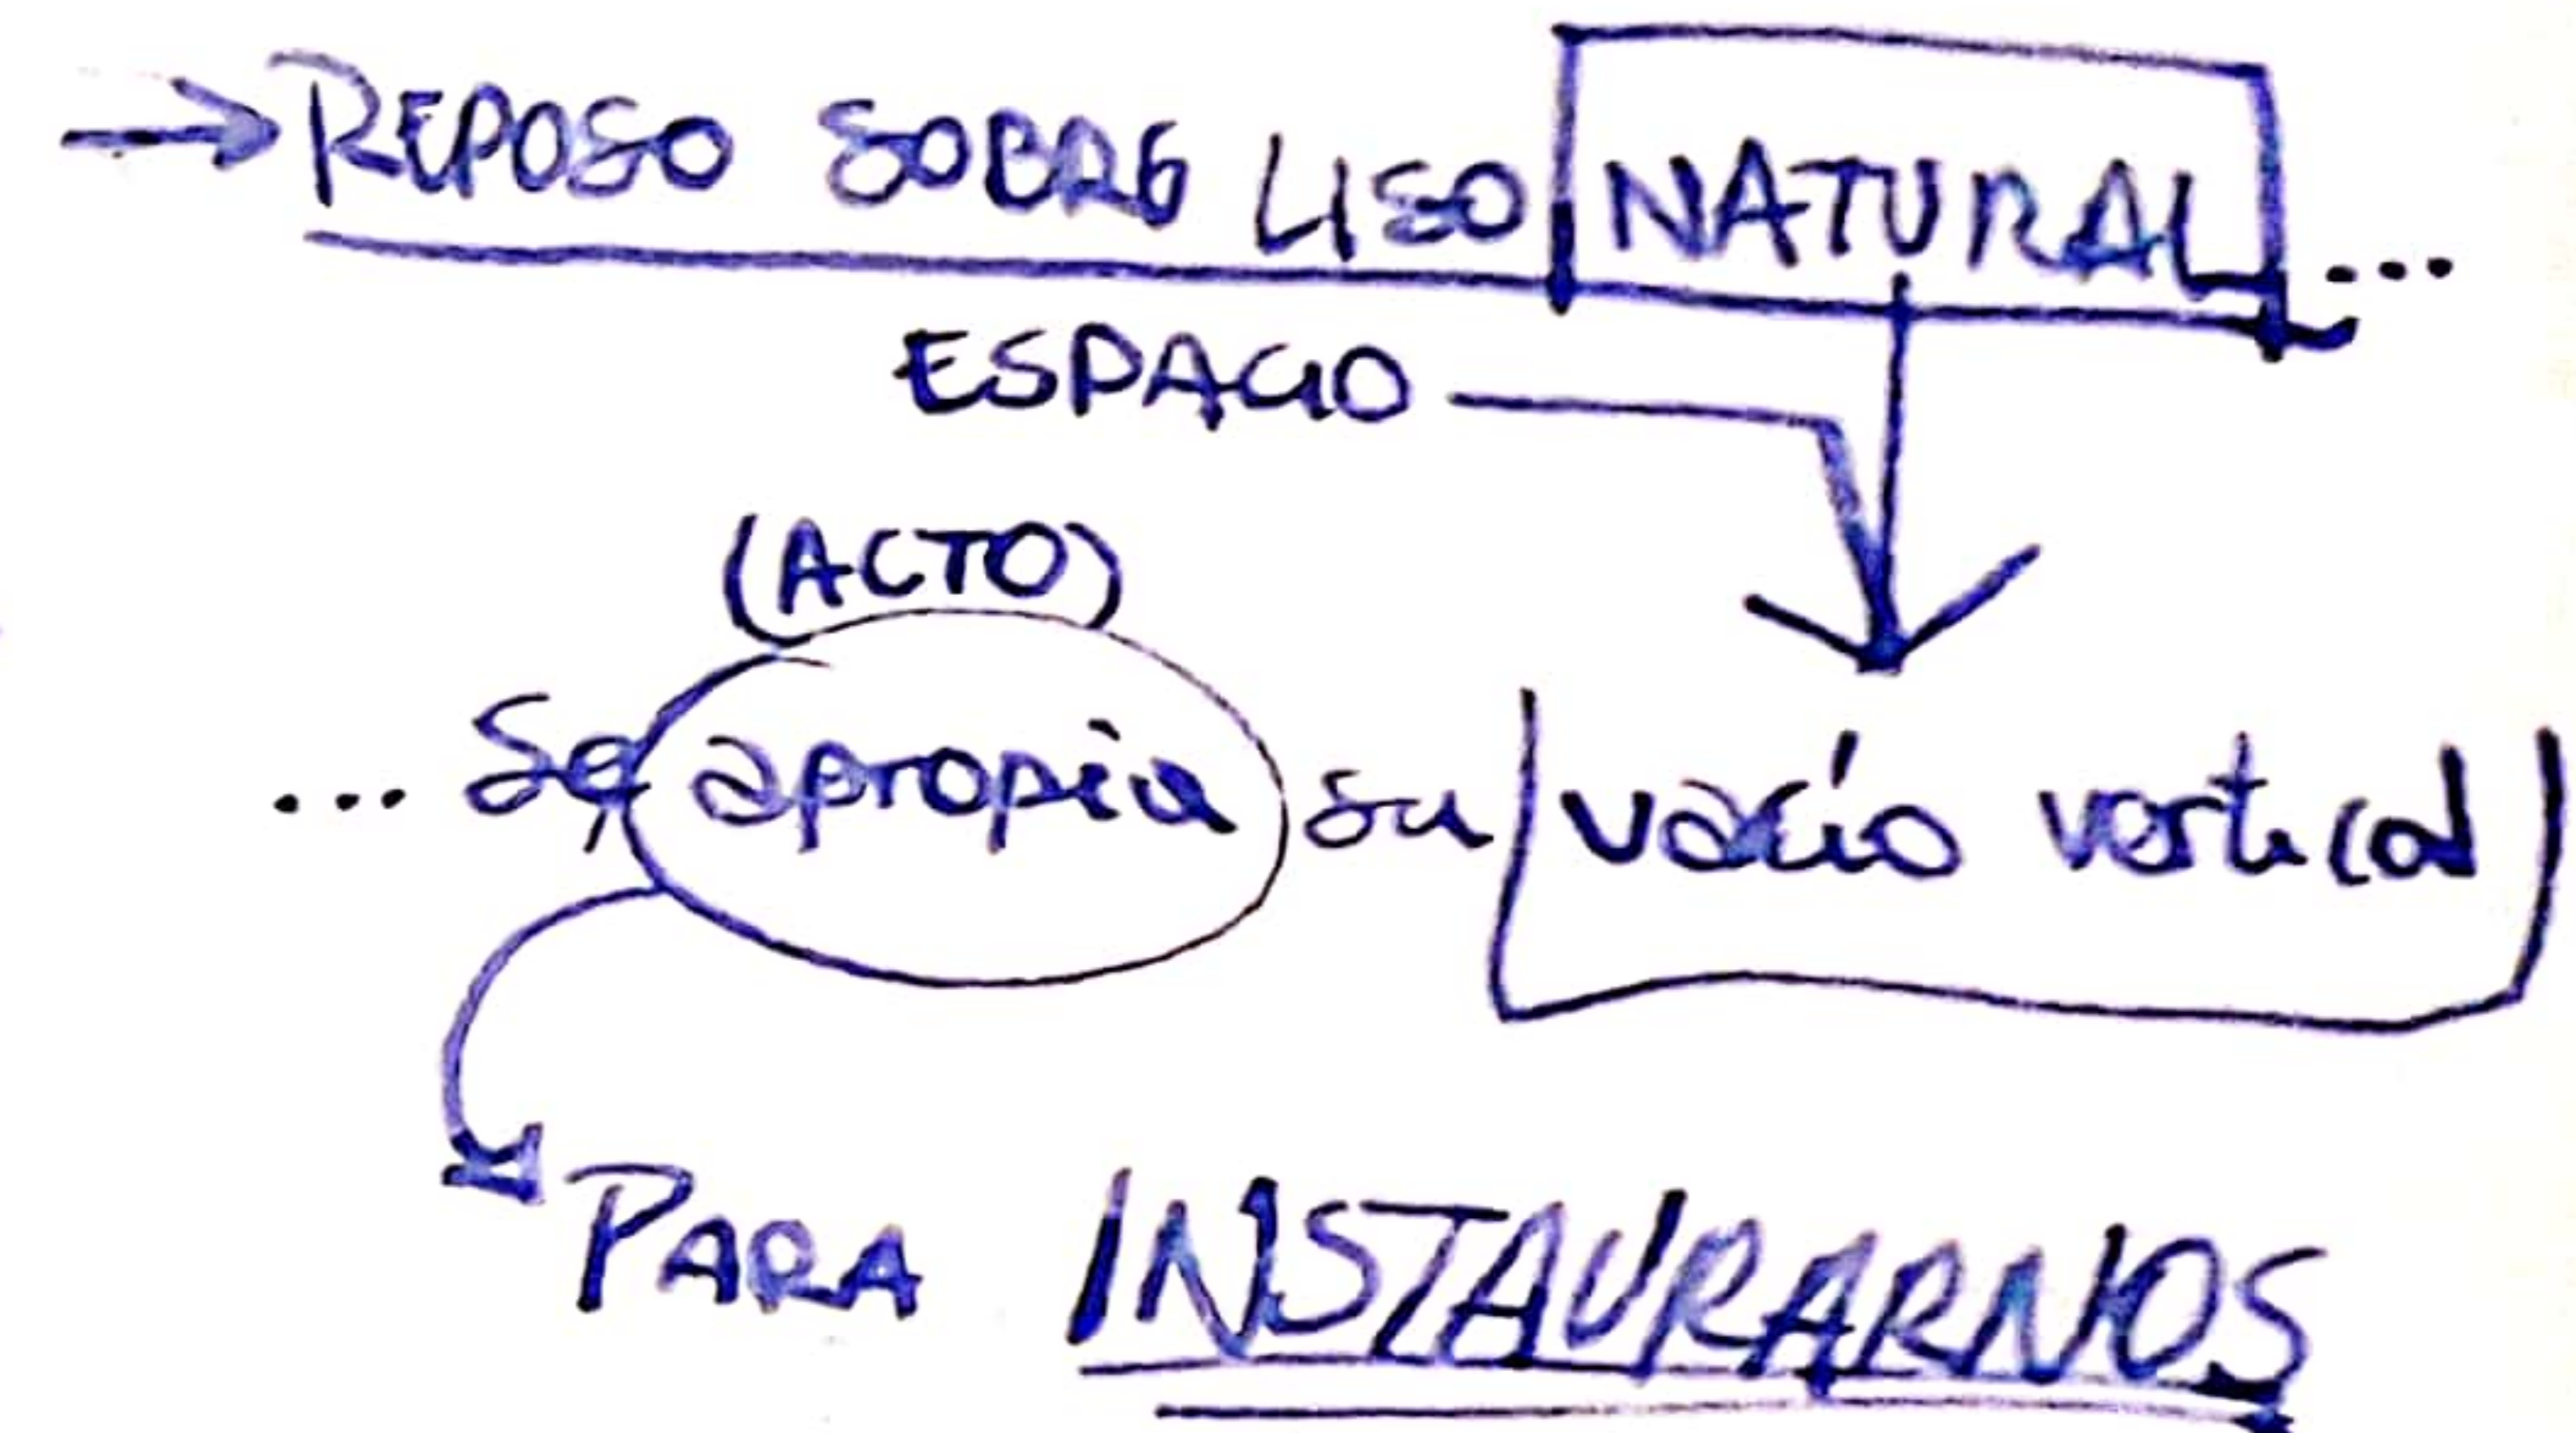 → REPOSO SOBRE LISO NATURAL ...
ESPACIO
(ACTO)
... Se apropia su vacío vertical
PARA INSTAURARNOS